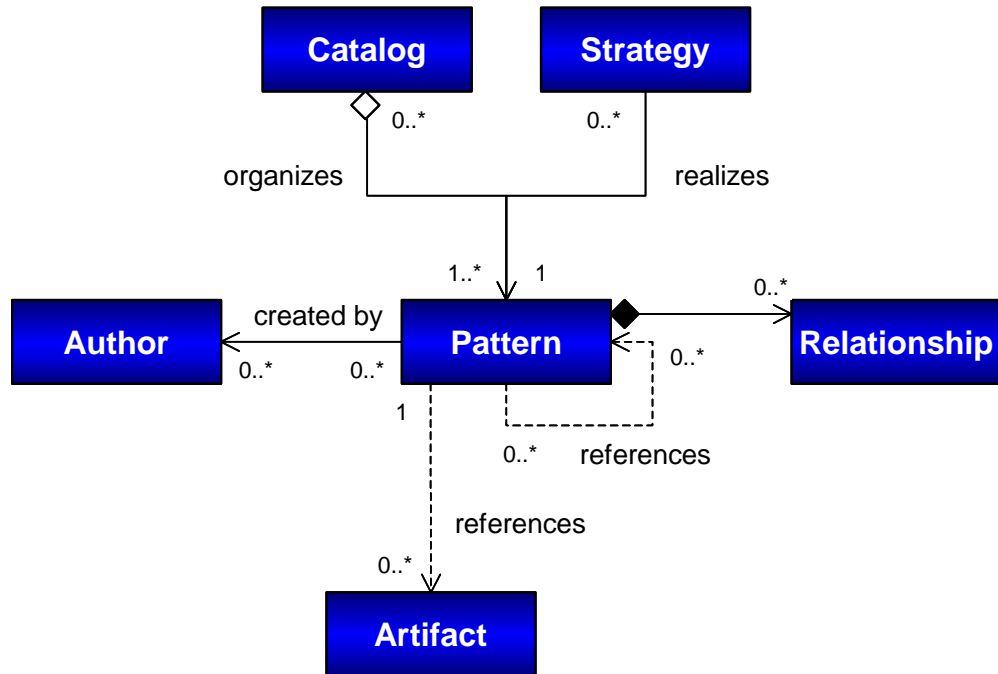 Catalog
Strategy
0..*
0..*
organizes
realizes
1..*
1
0..*
created by
Author
Pattern
Relationship
0..*
0..*
0..*
1
0..*
references
references
0..*
Artifact